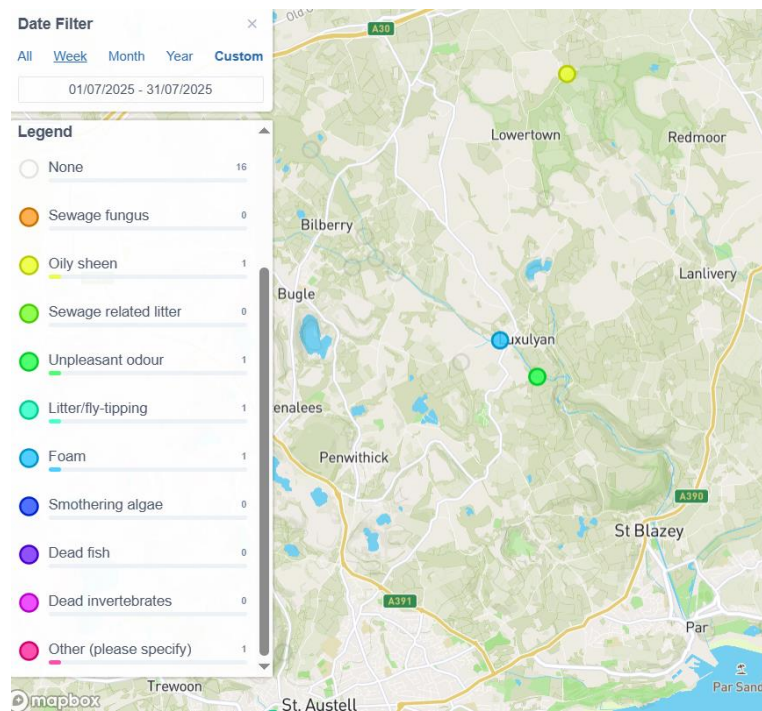 Date Filter ×
All Week Month Year Custom
01/07/2025 - 31/07/2025
Legend
None 16
Sewage fungus 0
Oily sheen 1
Sewage related litter 0
Unpleasant odour 1
Litter/fly-tipping 1
Foam 1
Smothering algae 0
Dead fish 0
Dead invertebrates 0
Other (please specify) 1
mapbox
Old C
A30
Lowertown
Redmoor
Bilberry
Lanlivery
Bugle
uxulyan
enalees
Penwithick
A390
St Blazey
A391
Par
Par Sand
Trewoon
St. Austell